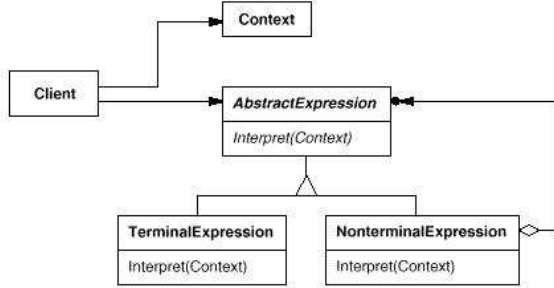 Context
Client
AbstractExpression
Interpret(Context)
TerminalExpression
Interpret(Context)
NonterminalExpression
Interpret(Context)